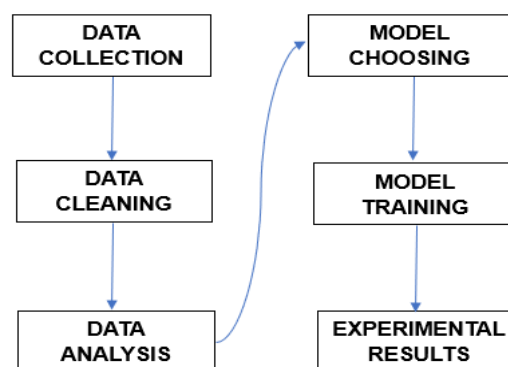 DATA
COLLECTION
DATA
CLEANING
DATA
ANALYSIS
MODEL
CHOOSING
MODEL
TRAINING
EXPERIMENTAL
RESULTS